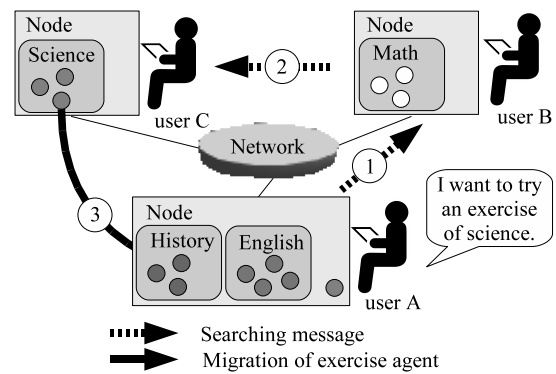 Node
Science
user C
2
Node
Math
user B
Network
1
3
Node
History
English
user A
I want to try
an exercise
of science.
Searching message
Migration of exercise agent